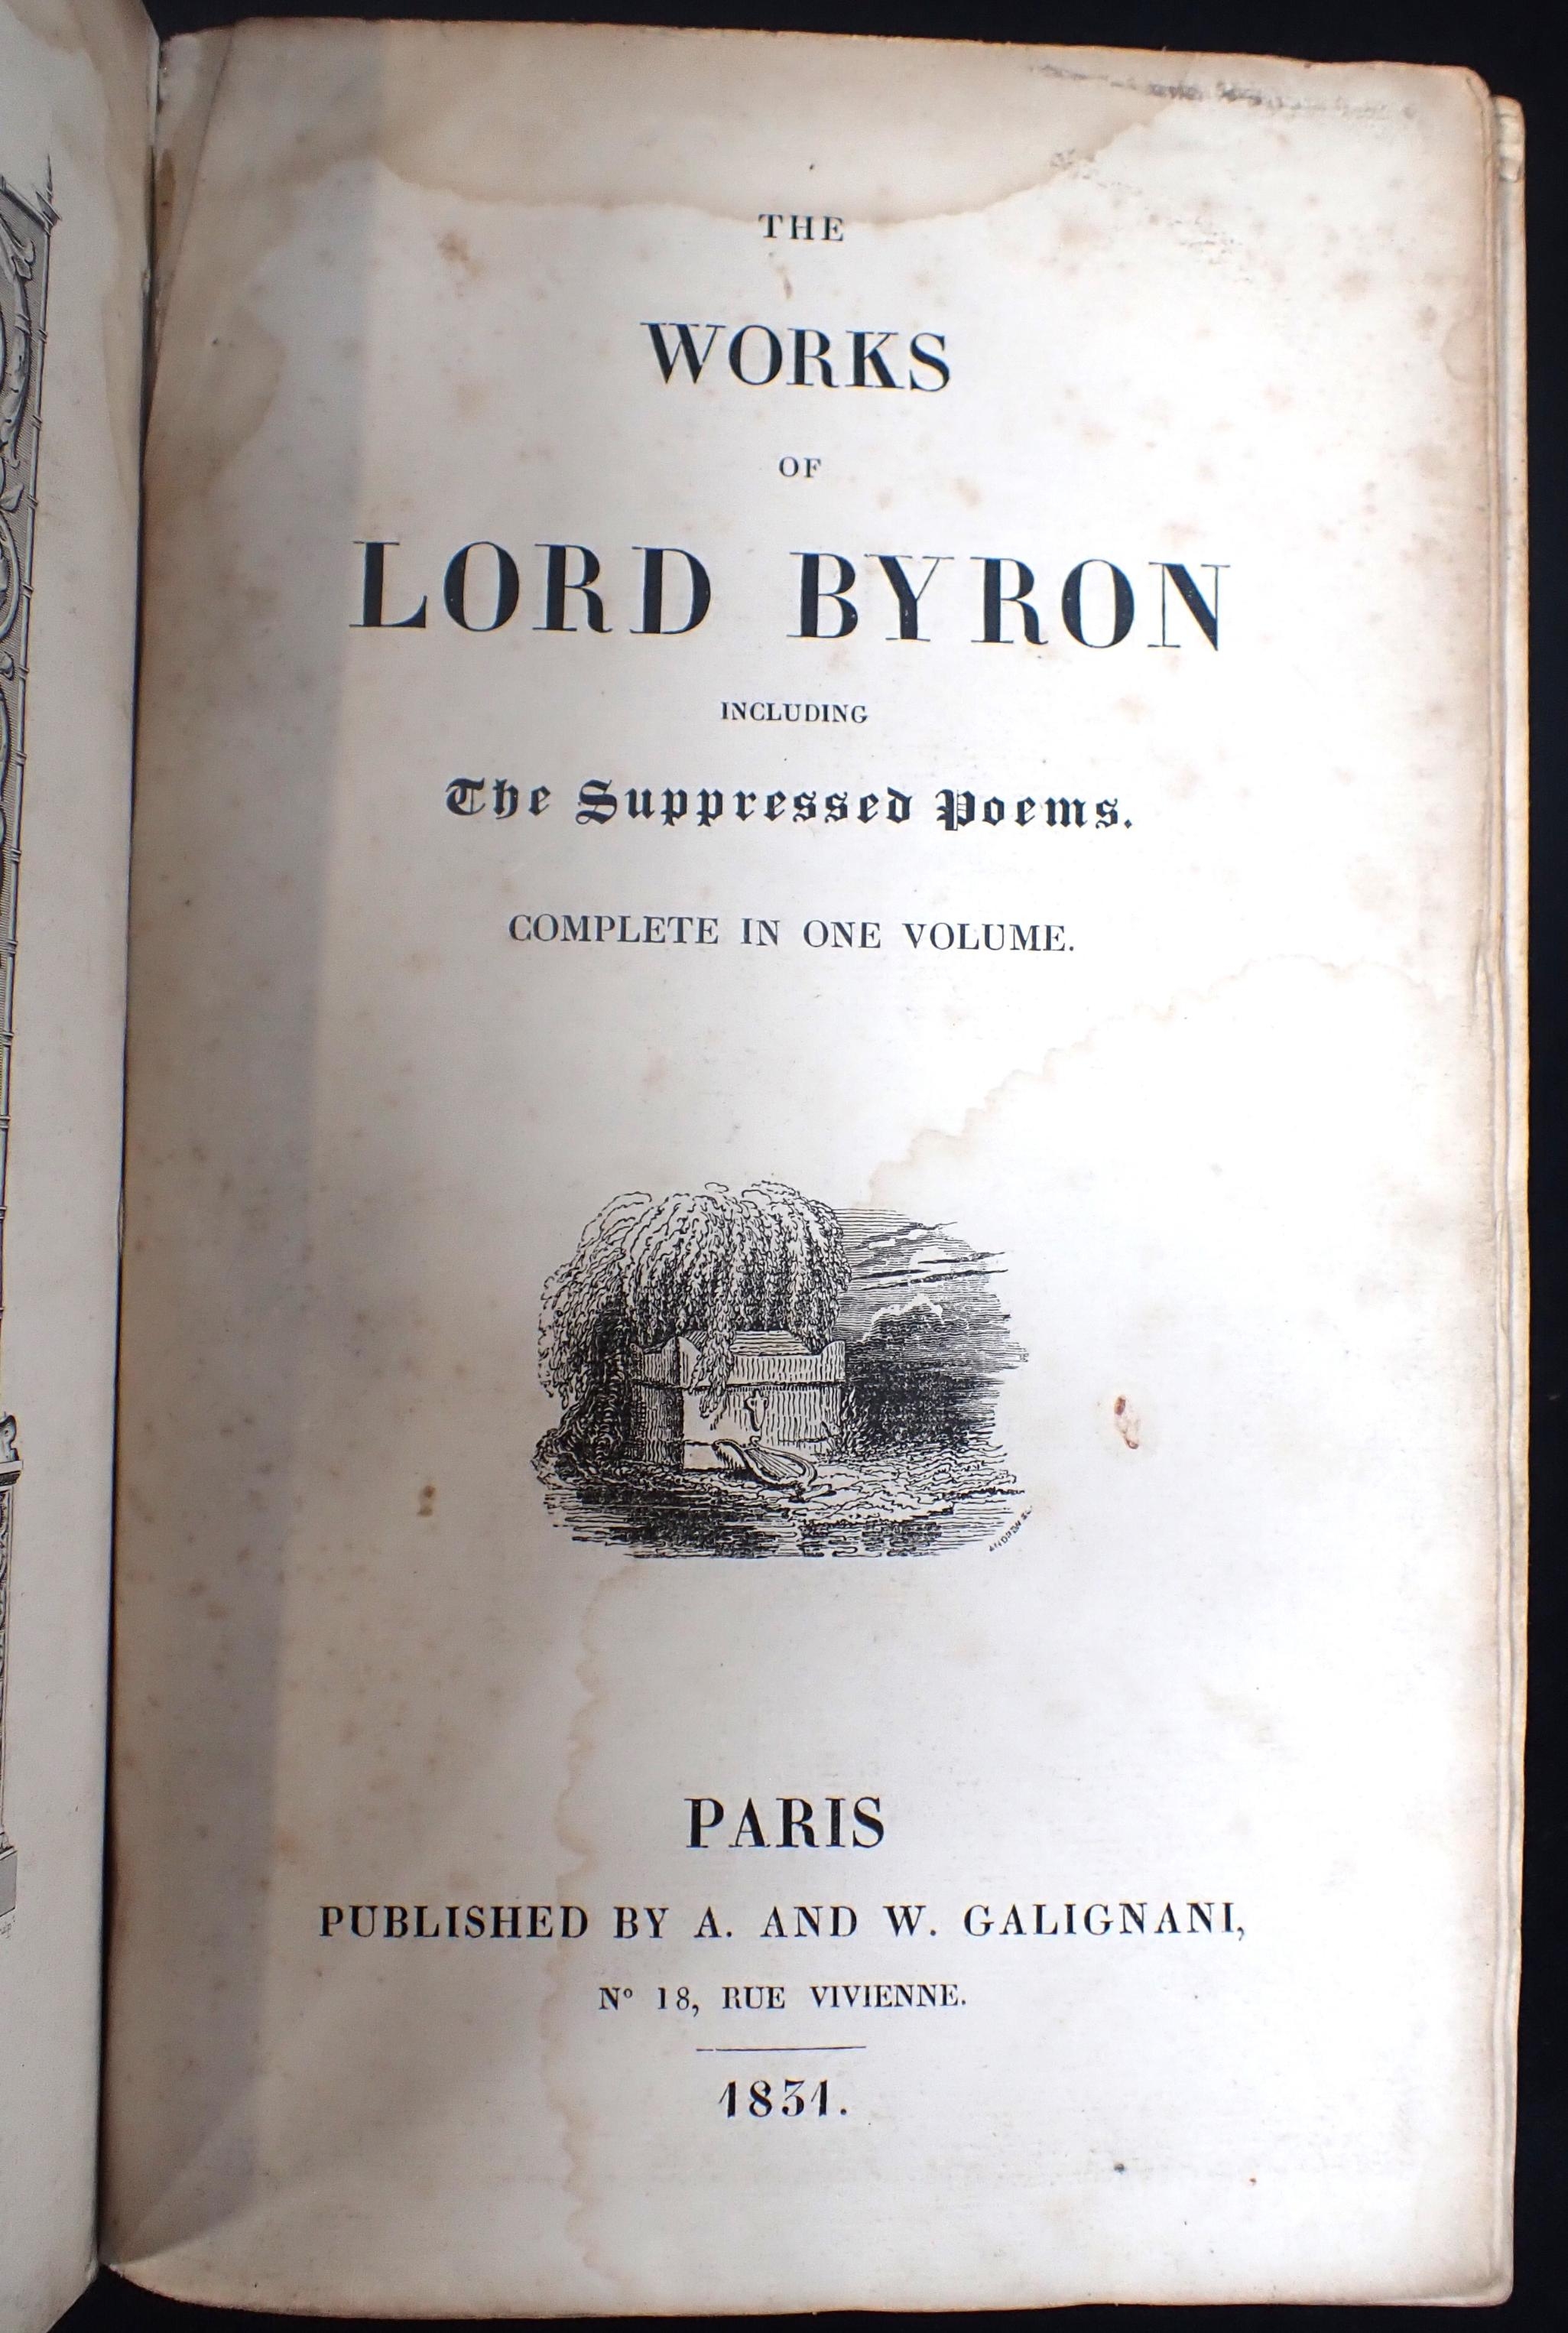 THE
WORKS
OF
LORD BYRON
INCLUDING
The Suppressed Poems.
COMPLETE IN ONE VOLUME.
PARIS
PUBLISHED BY A. AND W. GALIGNANI,
Nº 18, RUE VIVIENNE.
1831.